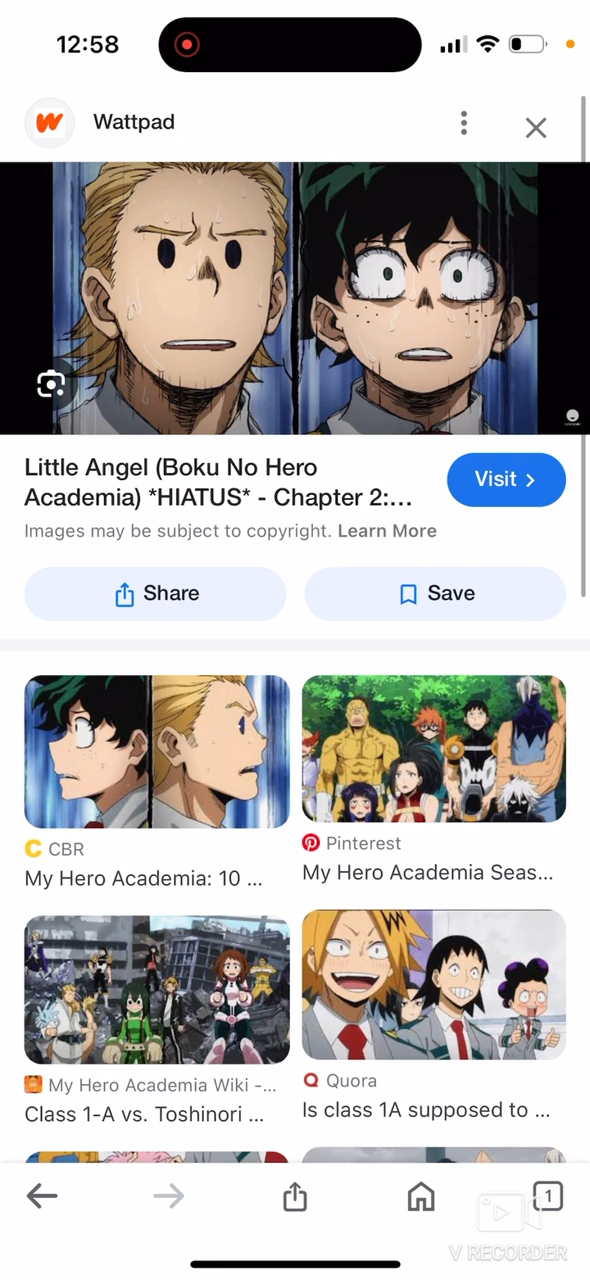 12:58
Wattpad
Little Angel (Boku No Hero
Academia) *HIATUS* - Chapter 2:...
Visit
Images may be subject to copyright. Learn More
Share
Save
CBR
My Hero Academia: 10 ...
Pinterest
My Hero Academia Seas...
My Hero Academia Wiki -...
Class 1-A vs. Toshinori ...
Quora
Is class 1A supposed to ...
1
V RECORDER